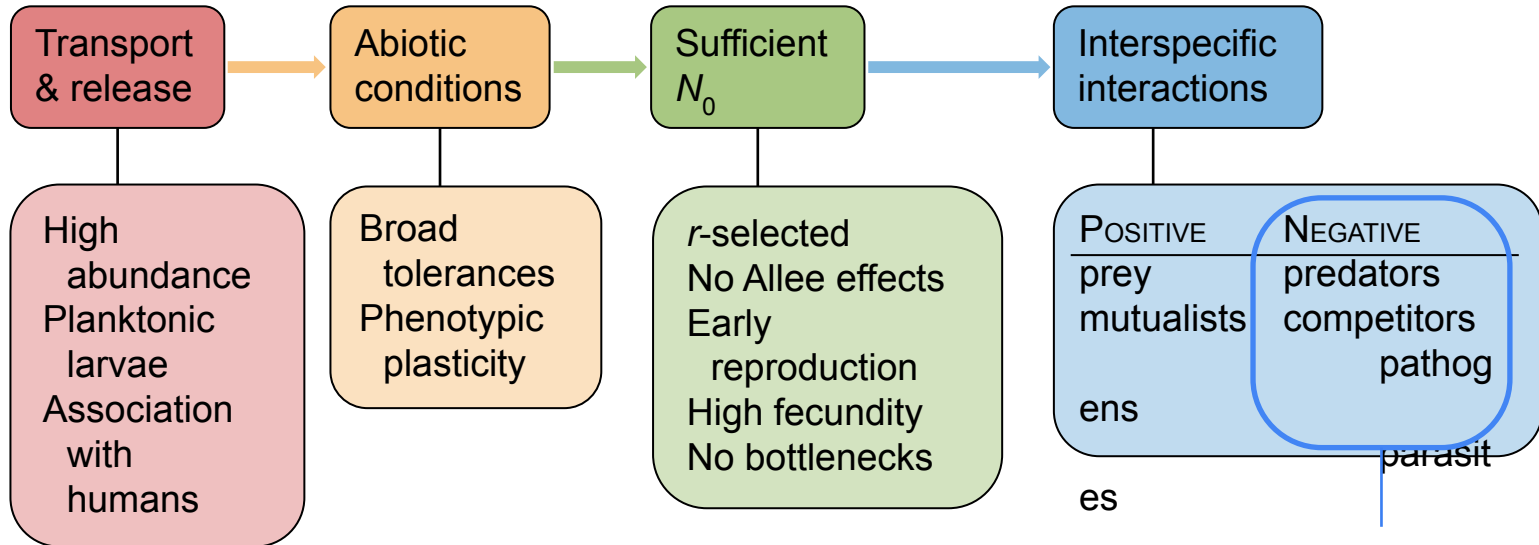 Transport
& release
Abiotic
conditions
Sufficient
N0
Interspecific
interactions
High
abundance
Planktonic
larvae
Association
with
humans
Broad
tolerances
Phenotypic
plasticity
r-selected
No Allee effects
Early
reproduction
High fecundity
No bottlenecks
POSITIVE NEGATIVE
prey predators
mutualists competitors
pathog
ens
parasit
es